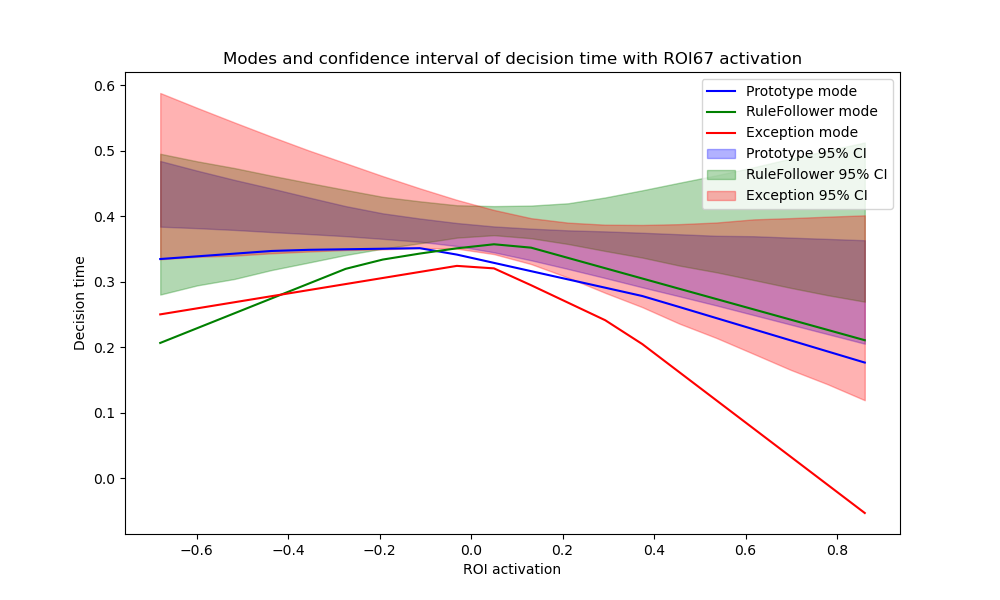 Modes and confidence interval of decision time with ROI67 activation
Prototype mode
RuleFollower mode
Exception mode
Prototype 95% CI
RuleFollower 95% CI
Exception 95% CI
Decision time
0.6
0.5
0.4
0.3
0.2
0.1
0.0
−0.6
−0.4
−0.2
0.0
0.2
0.4
0.6
0.8
ROI activation